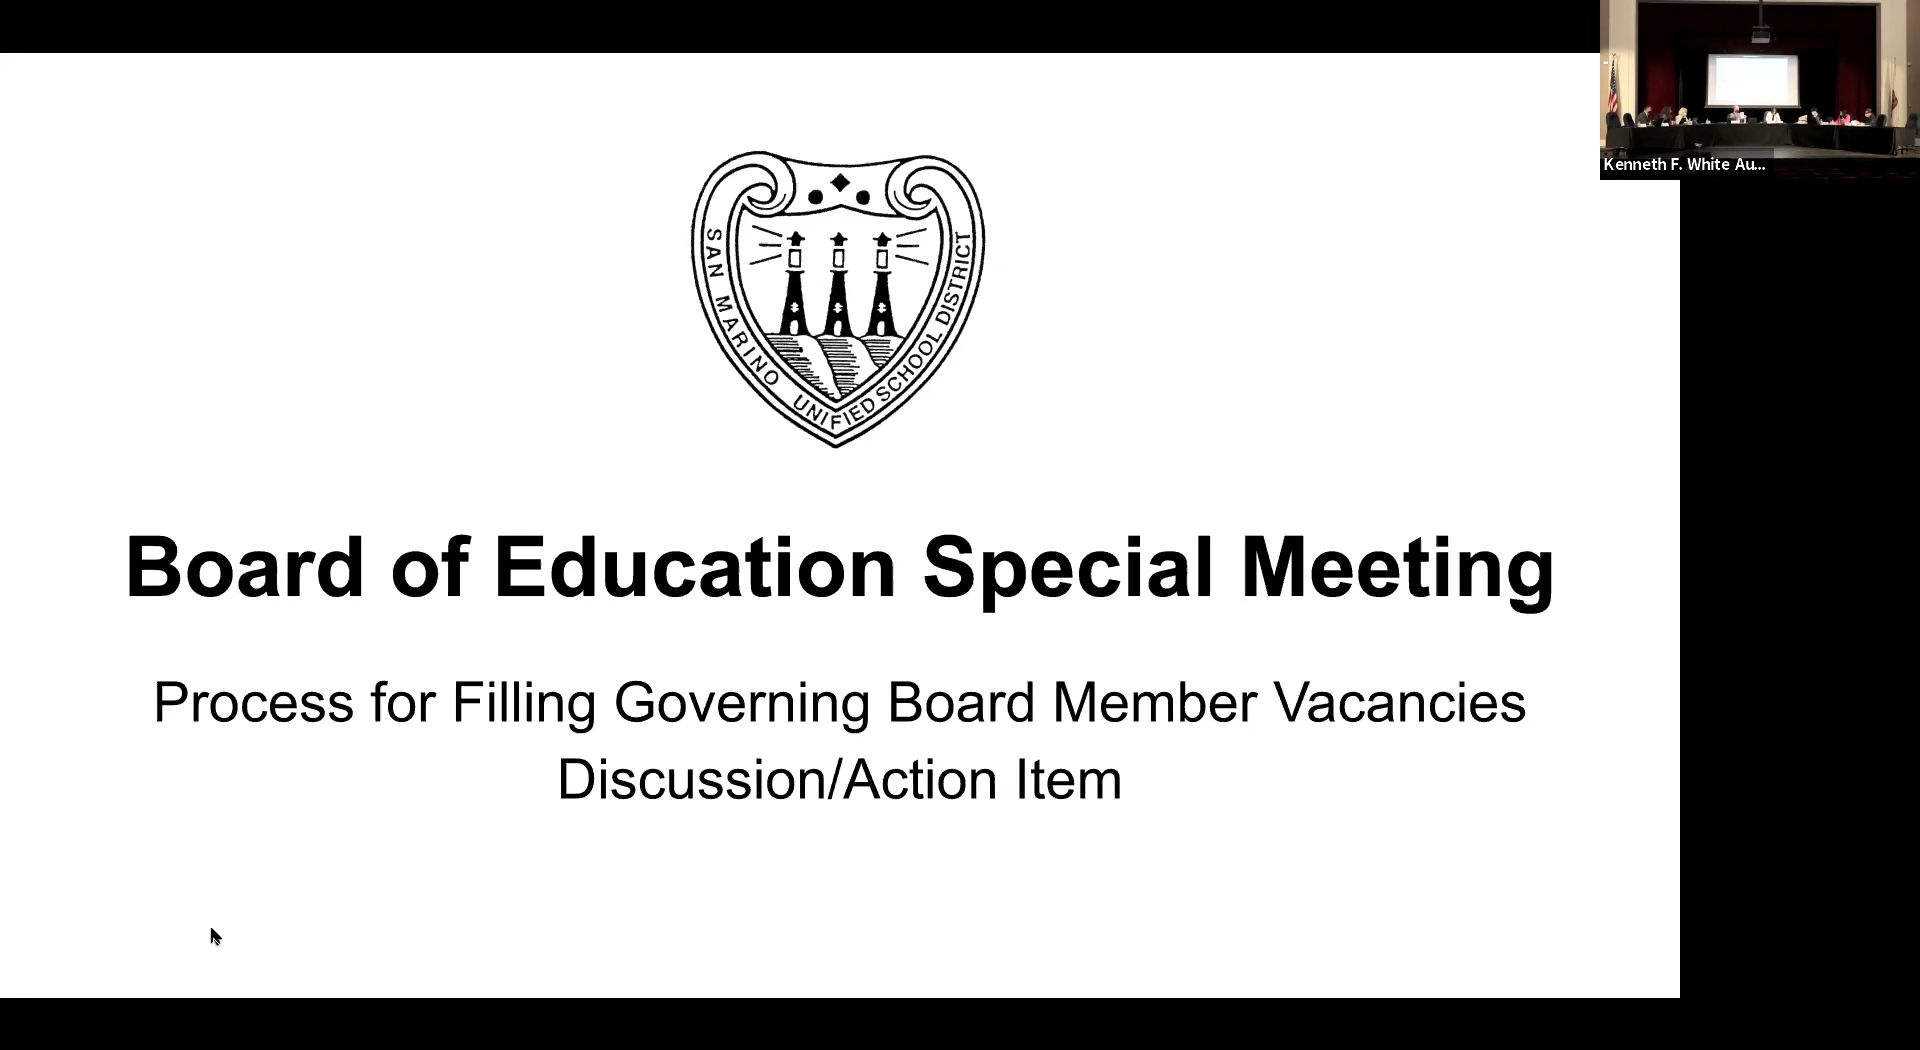 Kenneth F. White Au...
SAN MARINO UNIFIED SCHOOL DISTRICT
Board of Education Special Meeting
Process for Filling Governing Board Member Vacancies
Discussion/Action Item